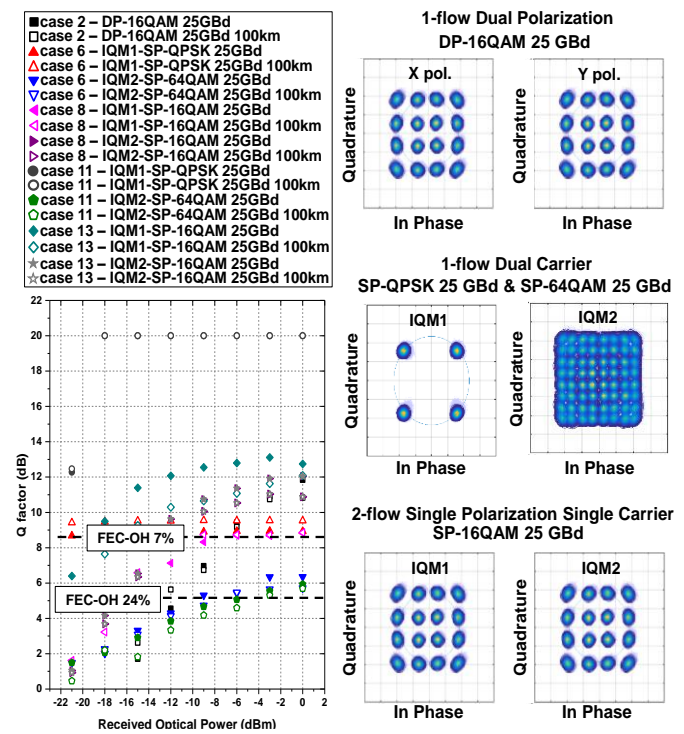 case 2 – DP-16QAM 25GBd
case 2 – DP-16QAM 25GBd 100km
case 6 – IQM1-SP-QPSK 25GBd
case 6 – IQM1-SP-QPSK 25GBd 100km
case 6 – IQM2-SP-64QAM 25GBd
case 6 – IQM2-SP-64QAM 25GBd 100km
case 8 – IQM1-SP-16QAM 25GBd
case 8 – IQM1-SP-16QAM 25GBd 100km
case 8 – IQM2-SP-16QAM 25GBd
case 8 – IQM2-SP-16QAM 25GBd 100km
case 11 – IQM1-SP-QPSK 25GBd
case 11 – IQM1-SP-QPSK 25GBd 100km
case 11 – IQM2-SP-64QAM 25GBd
case 11 – IQM2-SP-64QAM 25GBd 100km
case 13 – IQM1-SP-16QAM 25GBd
case 13 – IQM1-SP-16QAM 25GBd 100km
case 13 – IQM2-SP-16QAM 25GBd
case 13 – IQM2-SP-16QAM 25GBd 100km
22
20
18
16
14
12
10
8
6
4
2
0
Q factor (dB)
FEC-OH 7%
FEC-OH 24%
-22 -20 -18 -16 -14 -12 -10 -8 -6 -4 -2 0 2
Received Optical Power (dBm)
1-flow Dual Polarization
DP-16QAM 25 GBd
X pol.
Y pol.
Quadrature
Quadrature
In Phase
In Phase
1-flow Dual Carrier
SP-QPSK 25 GBd & SP-64QAM 25 GBd
IQM1
IQM2
Quadrature
Quadrature
In Phase
In Phase
2-flow Single Polarization Single Carrier
SP-16QAM 25 GBd
IQM1
IQM2
Quadrature
Quadrature
In Phase
In Phase